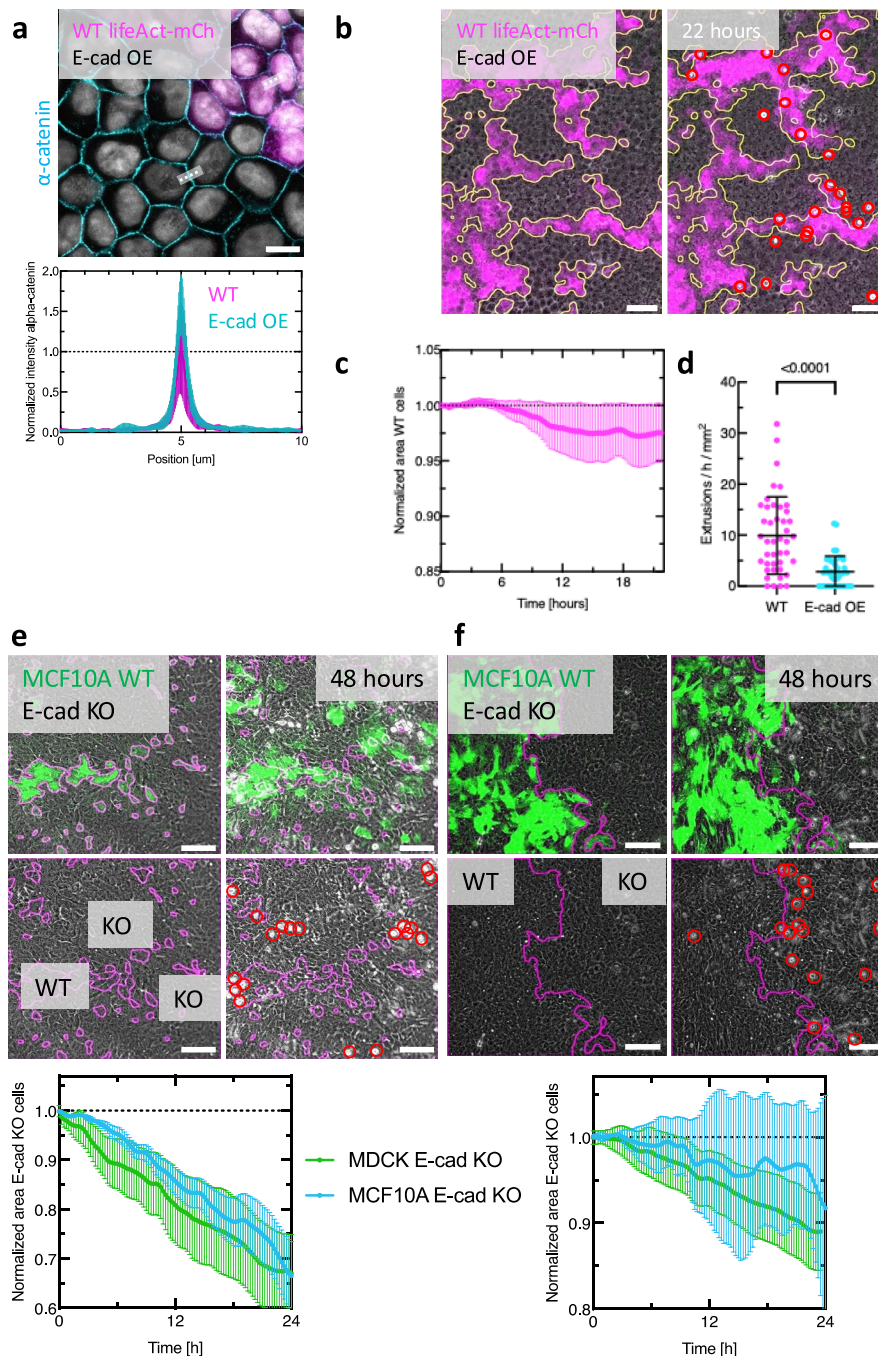 a
WT lifeAct-mCh
E-cad OE
α-catenin
Normalized intensity alpha-catenin
2.0
1.5
1.0
0.5
0.0
WT
E-cad OE
0
5
10
Position [um]
b
WT lifeAct-mCh
E-cad OE
22 hours
c
Normalized area WT cells
1.05
1.00
0.95
0.90
0.85
0
6
12
18
Time [hours]
d
<0.0001
Extrusions / h / mm²
40
30
20
10
0
WT
E-cad OE
e
MCF10A WT
E-cad KO
48 hours
KO
WT
KO
Normalized area E-cad KO cells
1.0
0.9
0.8
0.7
0.6
0
12
24
Time [h]
MDCK E-cad KO
MCF10A E-cad KO
f
MCF10A WT
E-cad KO
48 hours
WT
KO
Normalized area E-cad KO cells
1.0
0.9
0.8
0
12
24
Time [h]